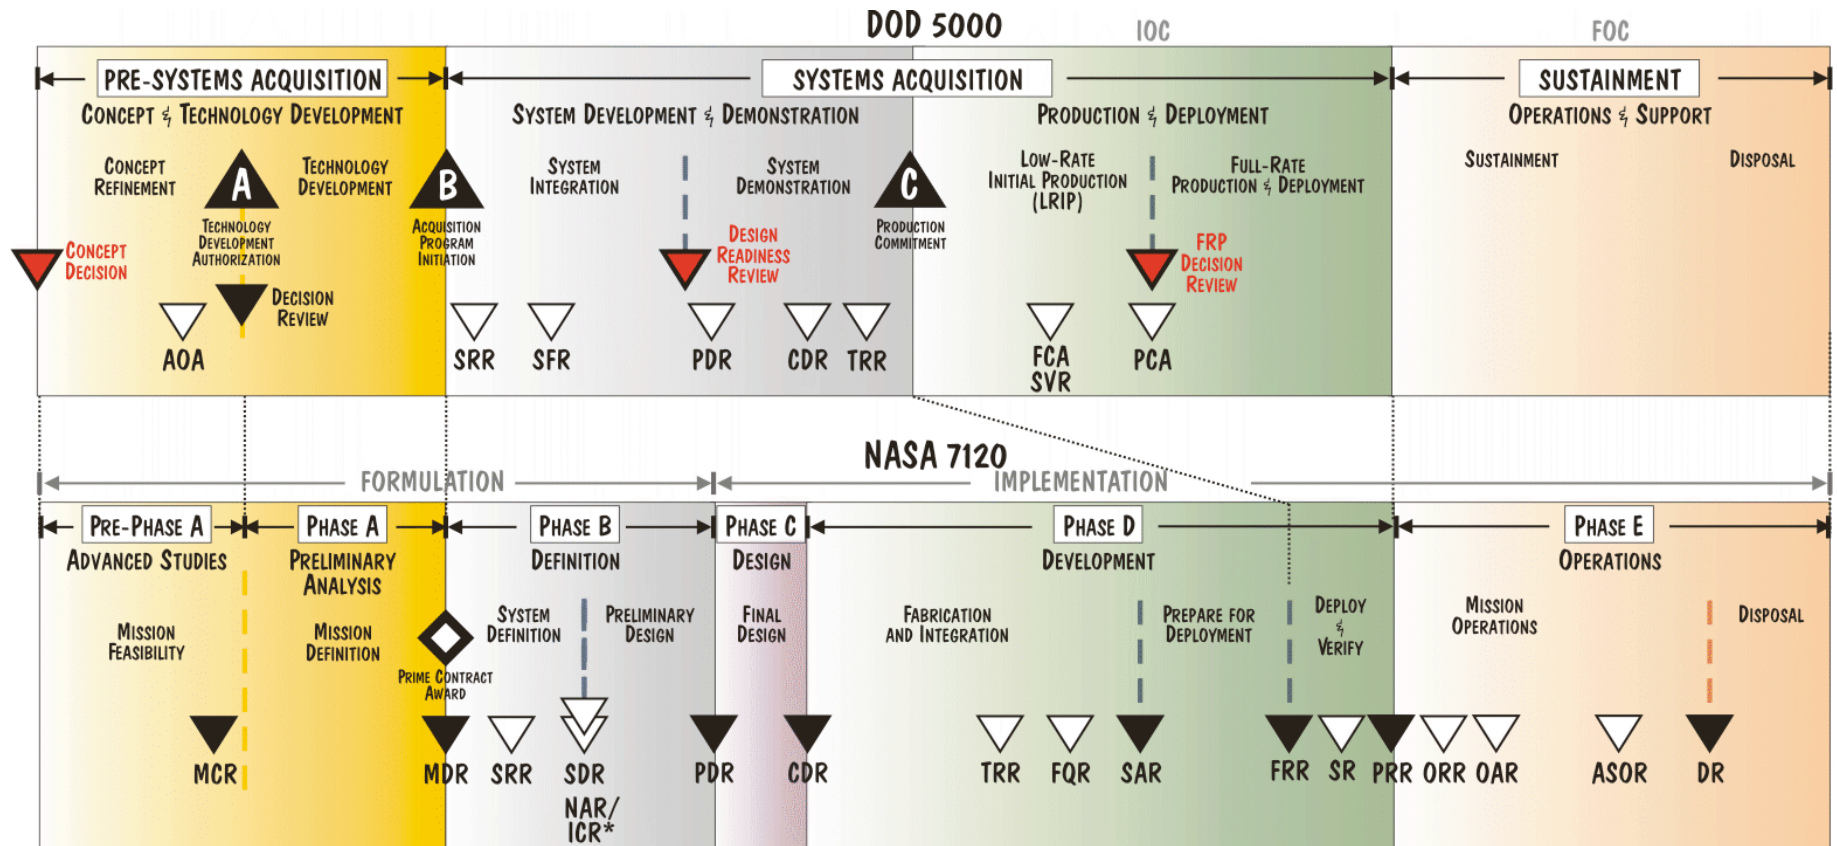 DOD 5000
IOC
FOC
PRE-SYSTEMS ACQUISITION
SYSTEMS ACQUISITION
SUSTAINMENT
CONCEPT & TECHNOLOGY DEVELOPMENT
SYSTEM DEVELOPMENT & DEMONSTRATION
PRODUCTION & DEPLOYMENT
OPERATIONS & SUPPORT
CONCEPT
REFINEMENT
A
TECHNOLOGY
DEVELOPMENT
B
SYSTEM
INTEGRATION
SYSTEM
DEMONSTRATION
C
LOW-RATE
INITIAL PRODUCTION
(LRIP)
FULL-RATE
PRODUCTION & DEPLOYMENT
SUSTAINMENT
DISPOSAL
CONCEPT
DECISION
TECHNOLOGY
DEVELOPMENT
AUTHORIZATION
ACQUISITION
PROGRAM
INITIATION
DESIGN
READINESS
REVIEW
PRODUCTION
COMMITMENT
FRP
DECISION
REVIEW
DECISION
REVIEW
AOA
SRR
SFR
PDR
CDR
TRR
FCA
SVR
PCA
NASA 7120
FORMULATION
IMPLEMENTATION
PRE-PHASE A
PHASE A
PHASE B
PHASE C
PHASE D
PHASE E
ADVANCED STUDIES
PRELIMINARY
ANALYSIS
DEFINITION
DESIGN
DEVELOPMENT
OPERATIONS
MISSION
FEASIBILITY
MISSION
DEFINITION
PRIME CONTRACT
AWARD
SYSTEM
DEFINITION
PRELIMINARY
DESIGN
FINAL
DESIGN
FABRICATION
AND INTEGRATION
PREPARE FOR
DEPLOYMENT
DEPLOY
&
VERIFY
MISSION
OPERATIONS
DISPOSAL
MCR
MDR
SRR
SDR
NAR/
ICR*
PDR
CDR
TRR
FQR
SAR
FRR
SR
PRR
ORR
OAR
ASOR
DR